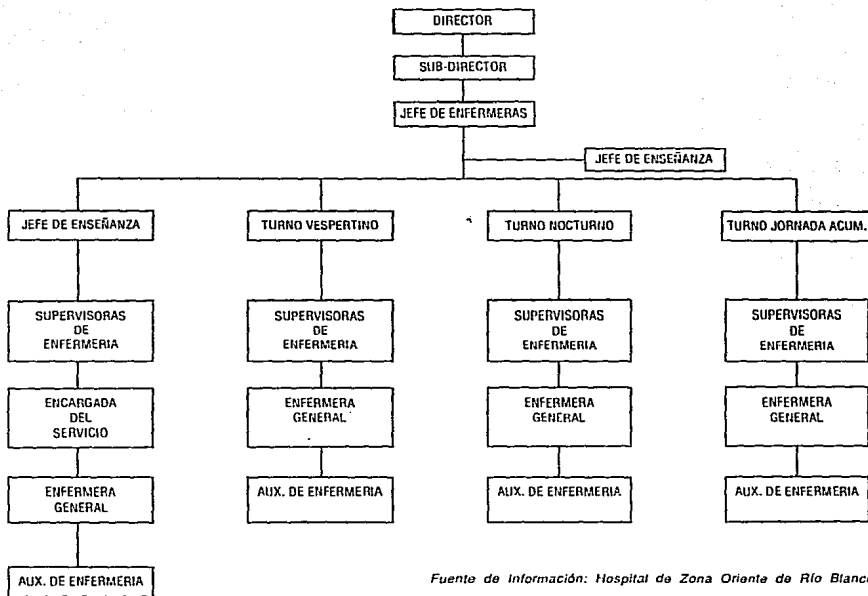 DIRECTOR
SUB-DIRECTOR
JEFE DE ENFERMERAS
JEFE DE ENSEÑANZA
JEFE DE ENSEÑANZA
TURNO VESPERTINO
TURNO NOCTURNO
TURNO JORNADA ACUM.
SUPERVISORAS
DE
ENFERMERIA
SUPERVISORAS
DE
ENFERMERIA
SUPERVISORAS
DE
ENFERMERIA
SUPERVISORAS
DE
ENFERMERIA
ENCARGADA
DEL
SERVICIO
ENFERMERA
GENERAL
ENFERMERA
GENERAL
ENFERMERA
GENERAL
ENFERMERA
GENERAL
AUX. DE ENFERMERIA
AUX. DE ENFERMERIA
AUX. DE ENFERMERIA
AUX. DE ENFERMERIA
Fuente de Información: Hospital de Zona Oriente de Río Blanco